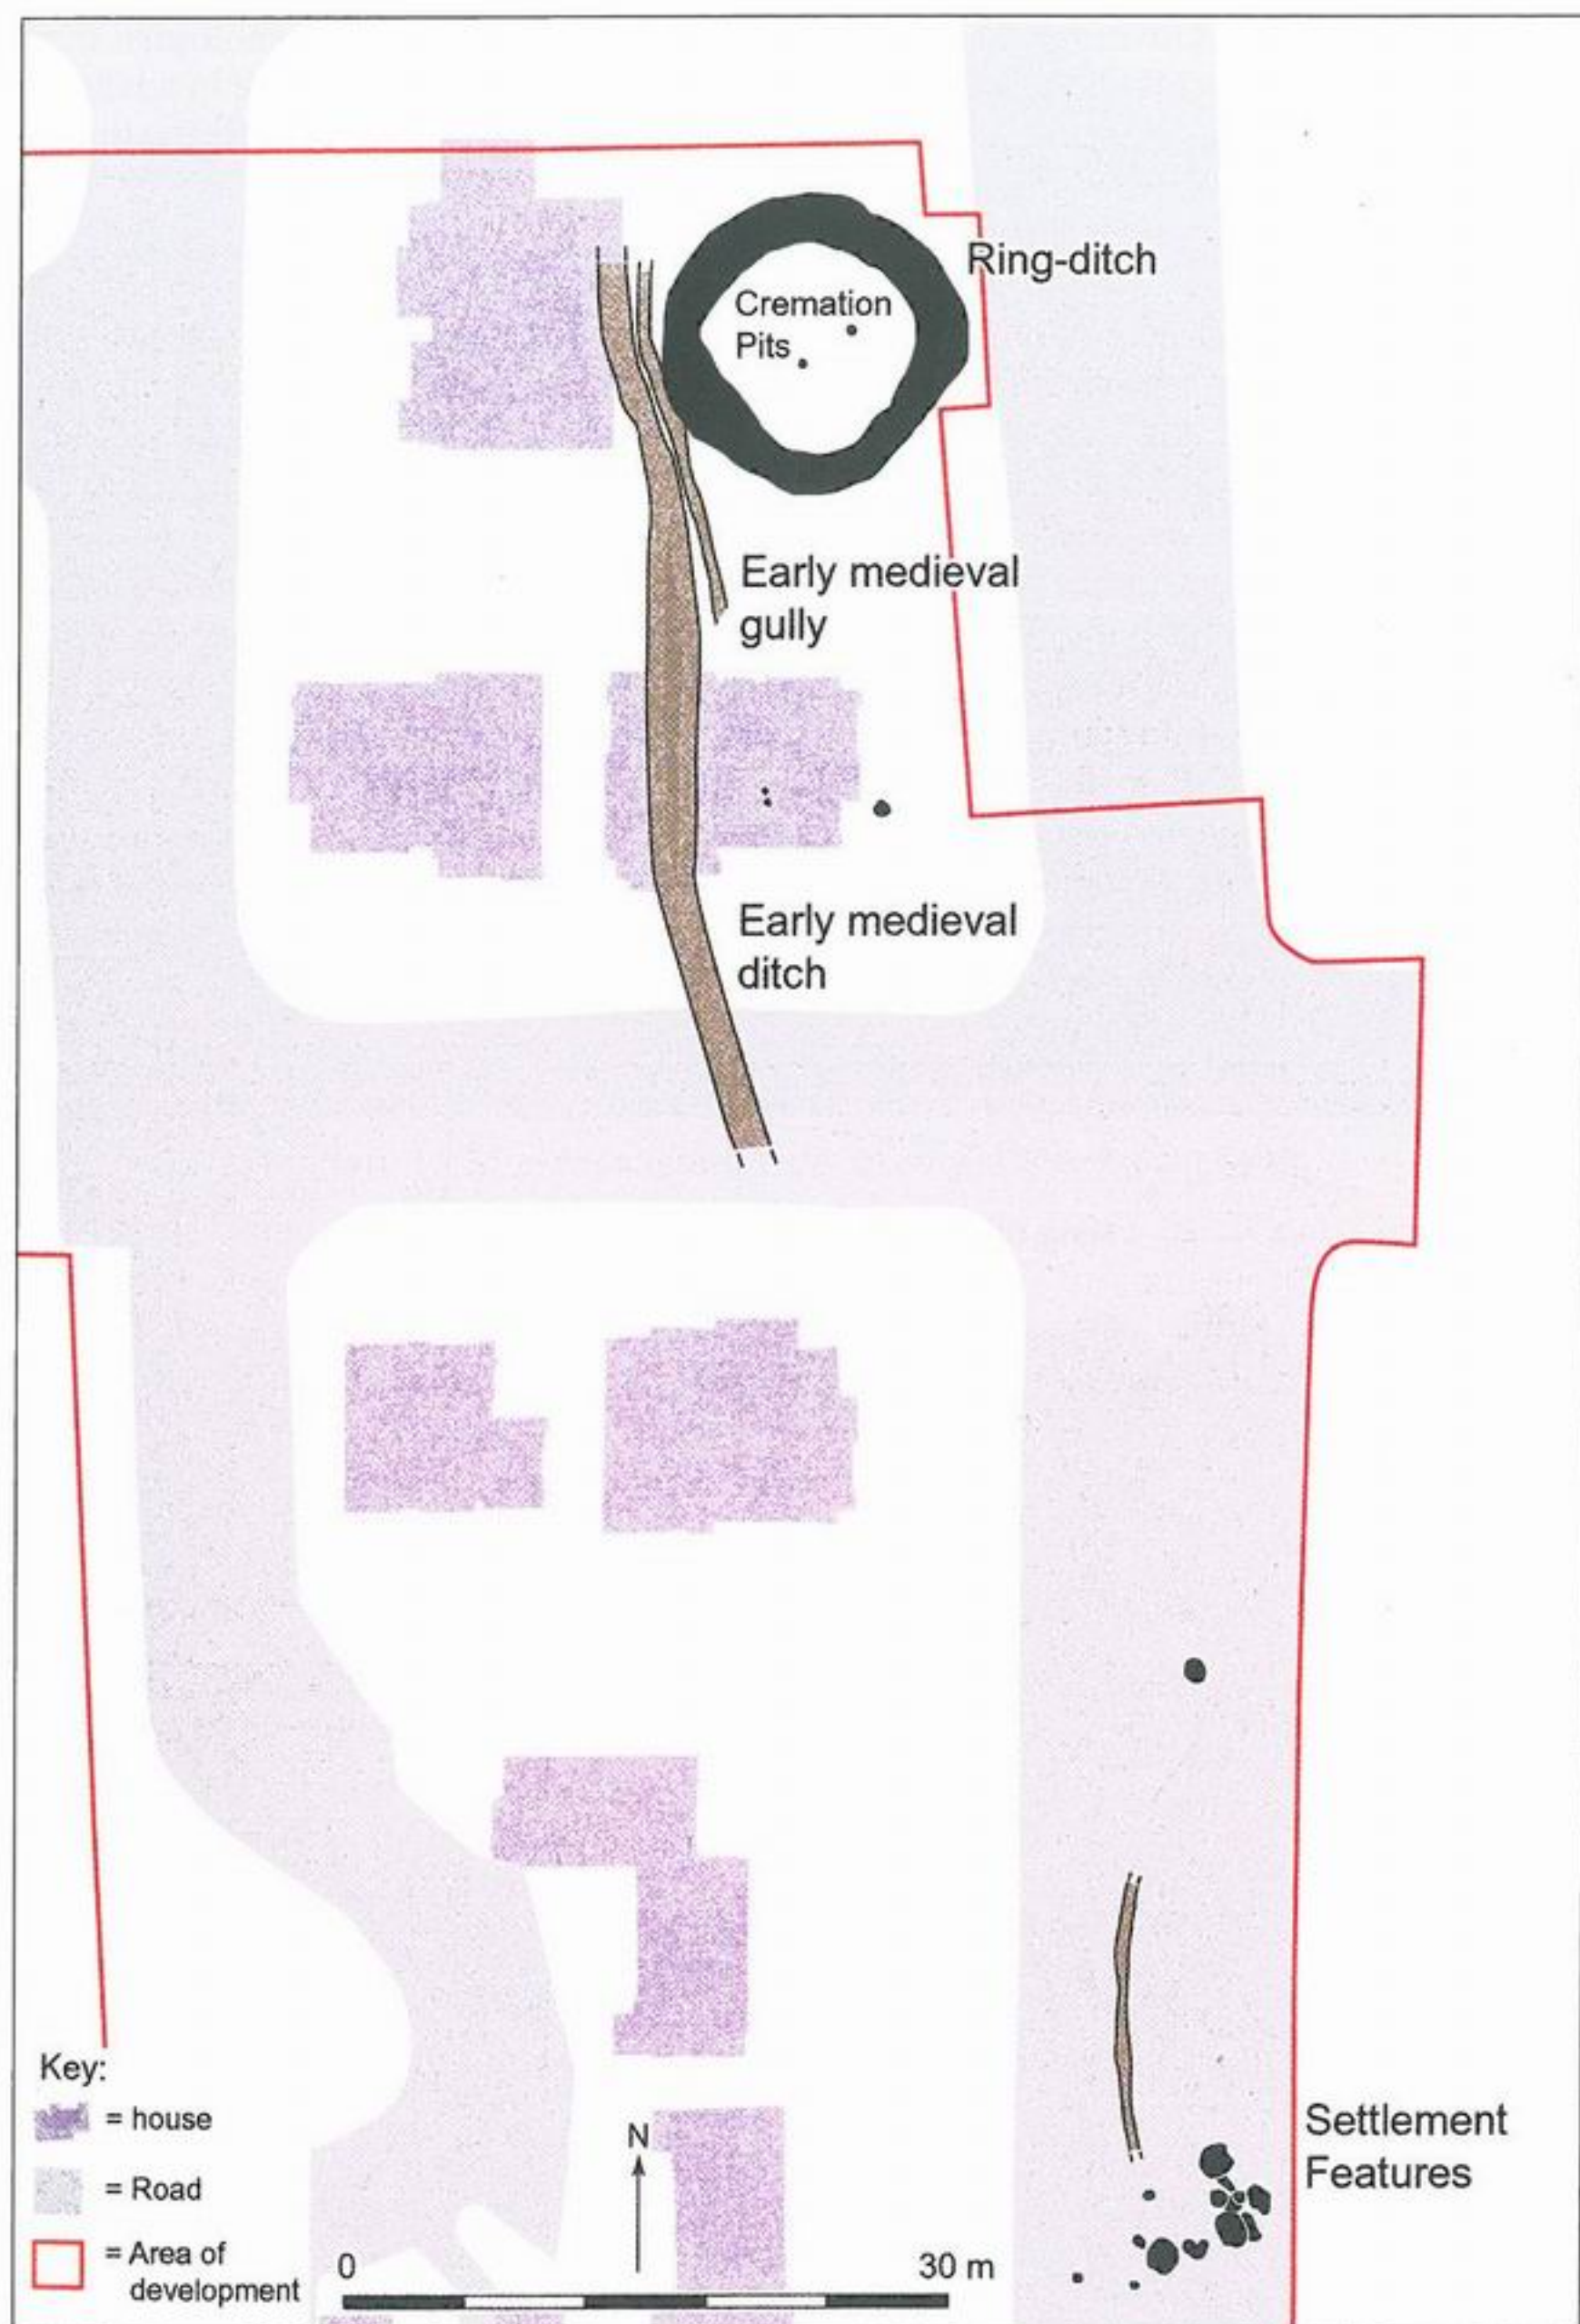 Ring-ditch
Cremation
Pits
Early medieval
gully
Early medieval
ditch
Settlement
Features
Key:
= house
= Road
= Area of
development
N
0 30 m